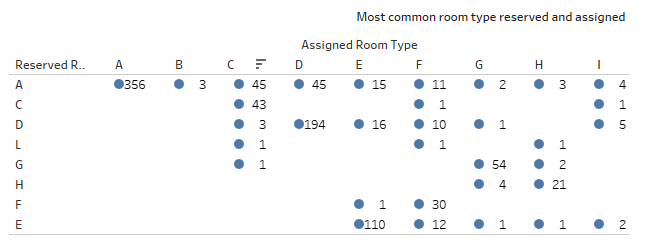 Most common room type reserved and assigned
Assigned Room Type
Reserved R.. A B C D E F G H I
A 356 3 45 45 15 11 2 3 4
C 43 1 1
D 3 194 16 10 1 5
L 1 1 1
G 1 54 2
H 4 21
F 1 30
E 110 12 1 1 2